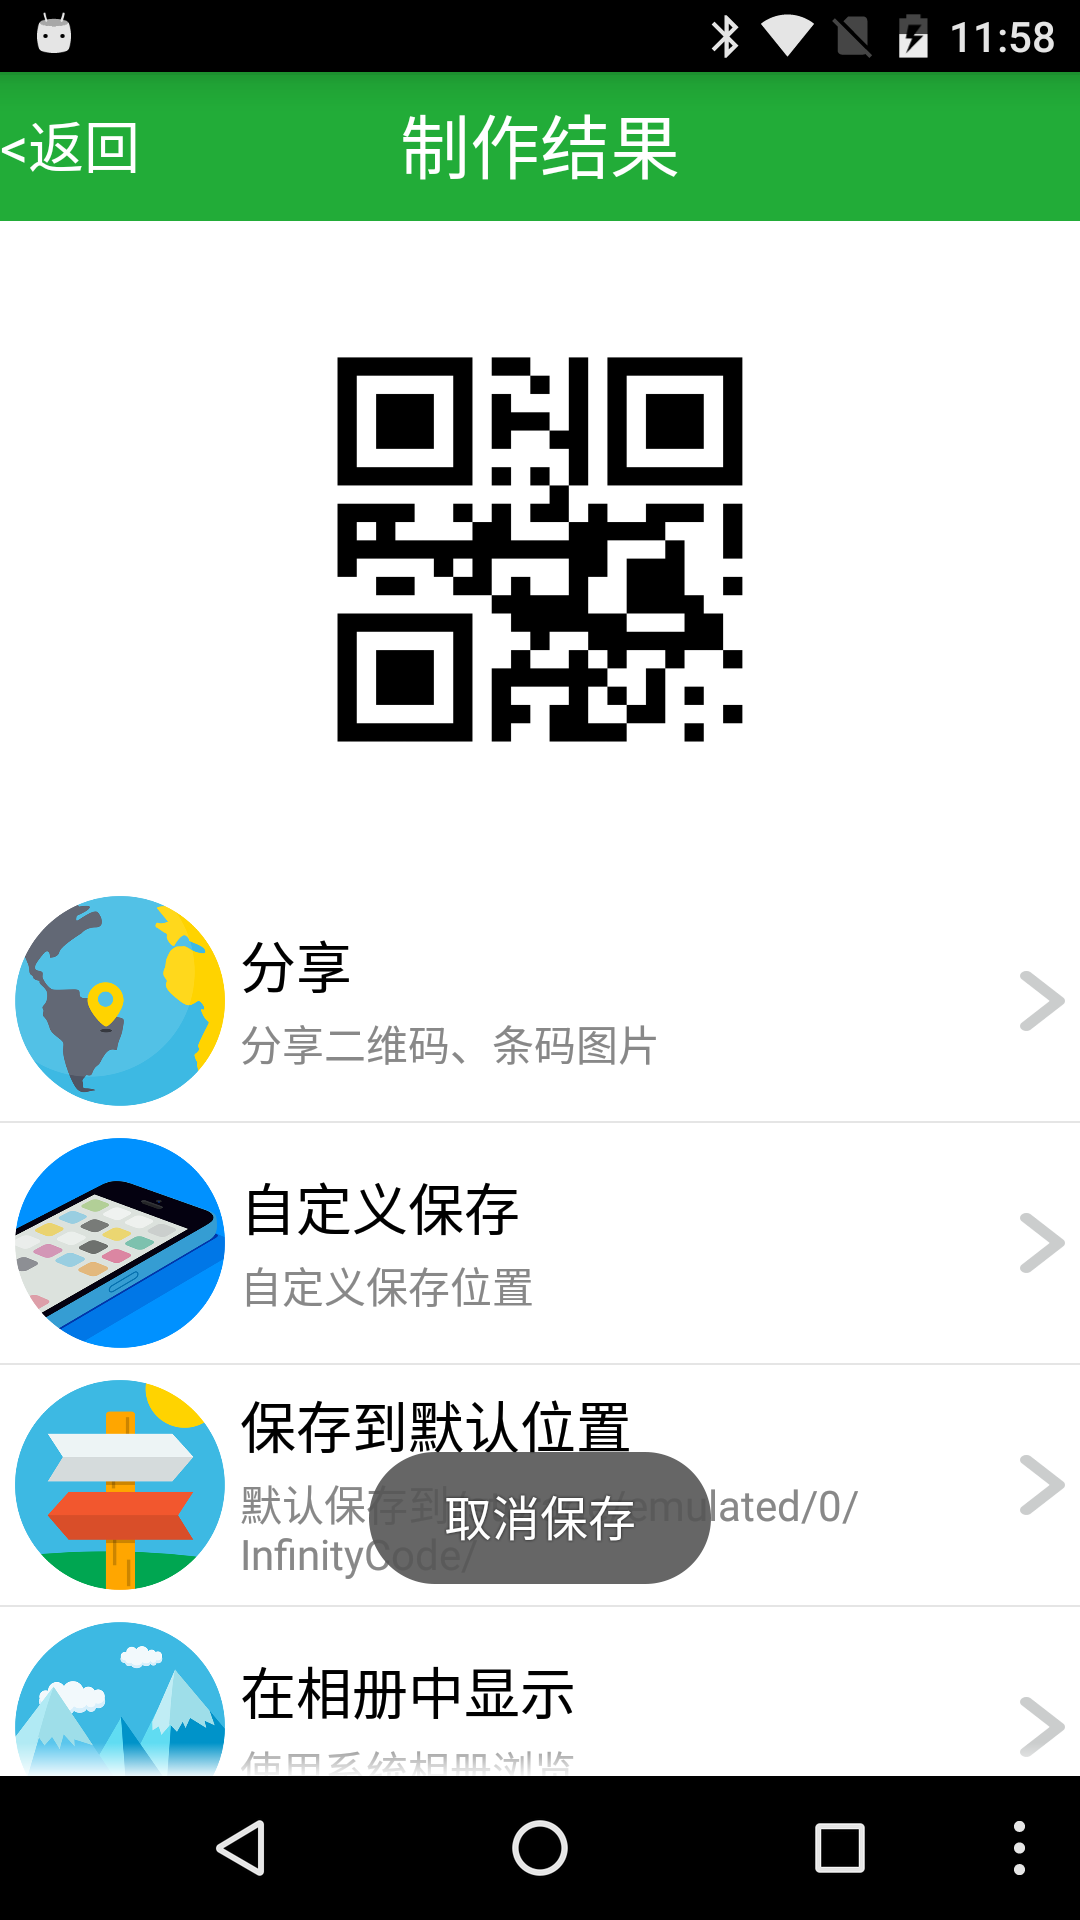 11:58
<返回
制作结果
分享
分享二维码、条码图片
自定义保存
自定义保存位置
保存到默认位置
默认保存到 emulated/0/
InfinityCode/
取消保存
在相册中显示
使用系统相册浏览